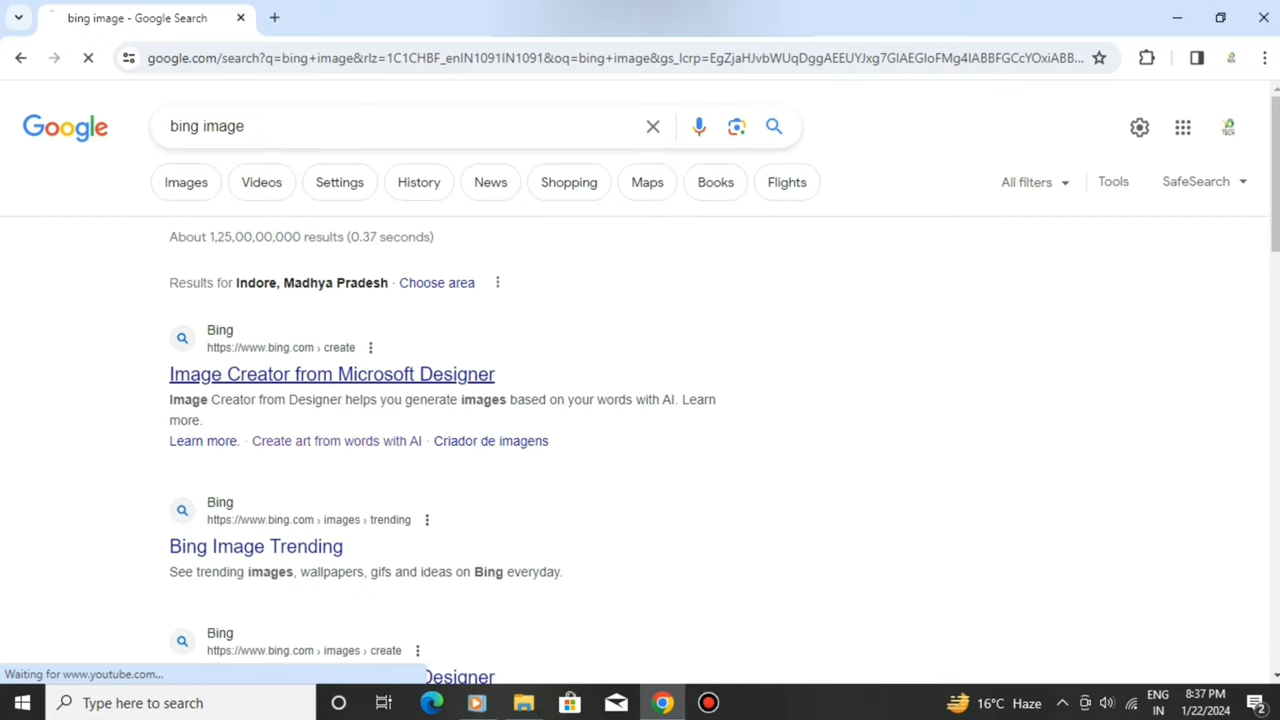 bing image - Google Search
google.com/search?q=bing+image&rlz=1C1CHBF_enIN1091IN1091&oq=bing+image&gs_lcrp=EgZjaHJvbWUqDggAEEUYJxg7GIAEGIoFMg4IABBFGCcYOxiABB...
Google
bing image
TECH
Images
Videos
Settings
History
News
Shopping
Maps
Books
Flights
All filters
Tools
SafeSearch
About 1,25,00,00,000 results (0.37 seconds)
Results for Indore, Madhya Pradesh · Choose area
Bing
https://www.bing.com › create
Image Creator from Microsoft Designer
Image Creator from Designer helps you generate images based on your words with AI. Learn
more.
Learn more. · Create art from words with AI · Criador de imagens
Bing
https://www.bing.com › images › trending
Bing Image Trending
See trending images, wallpapers, gifs and ideas on Bing everyday.
Bing
https://www.bing.com › images › create
Designer
Waiting for www.youtube.com...
Type here to search
16°C Haze
ENG
IN
8:37 PM
1/22/2024
2